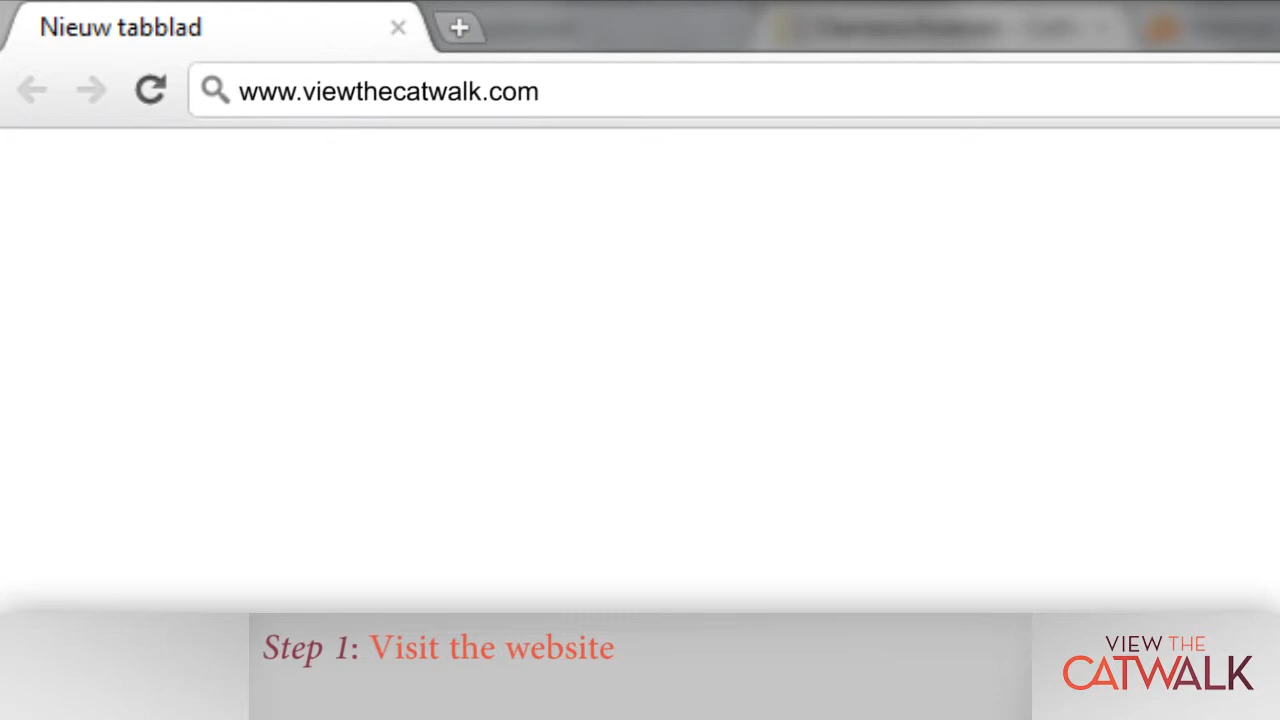 Nieuw tabblad
www.viewthecatwalk.com
Step 1: Visit the website
VIEW THE
CATWALK